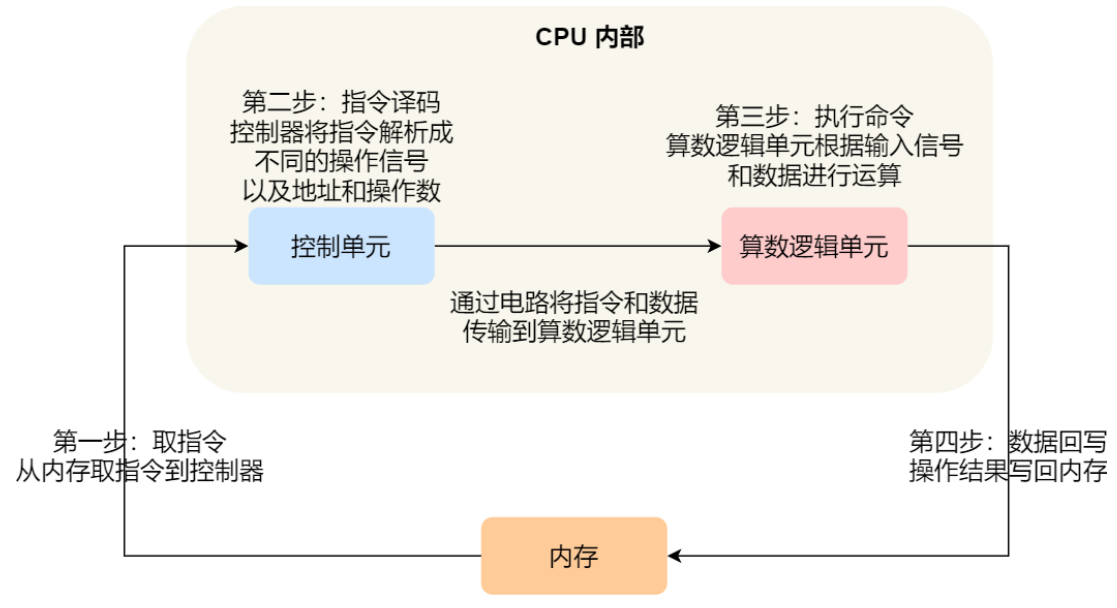 CPU 内部
第二步：指令译码
控制器将指令解析成
不同的操作信号
以及地址和操作数
第三步：执行命令
算数逻辑单元根据输入信号
和数据进行运算
控制单元
算数逻辑单元
通过电路将指令和数据
传输到算数逻辑单元
第一步：取指令
从内存取指令到控制器
第四步：数据回写
操作结果写回内存
内存